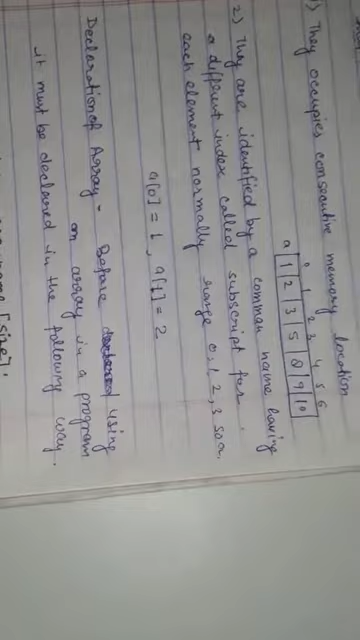 1) They occupies consecutive memory location
0 1 2 3 4 5 6
a 1 2 3 5 8 9 10
2) They are identified by a common name having
a different index called subscript for
each element normally range 0, 1, 2, 3 so on
a[0] = 1, a[1] = 2
Declaration of Array - Before using
an array in a program
it must be declared in the following way.
name [size];